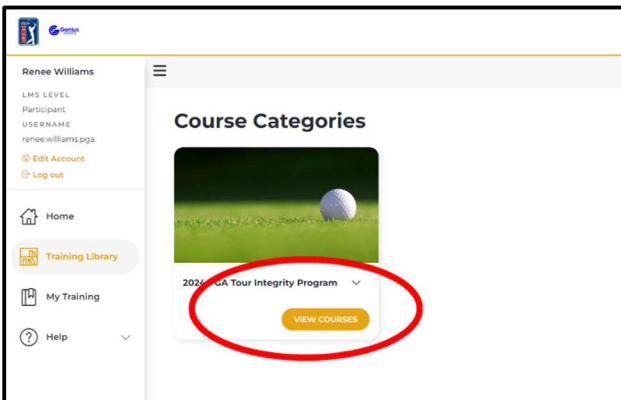 Genius
Renee Williams
LMS LEVEL
Participant
USERNAME
renee.williams.pga
Edit Account
Log out
Home
Training Library
My Training
Help
Course Categories
GA Tour Integrity Program
VIEW COURSES